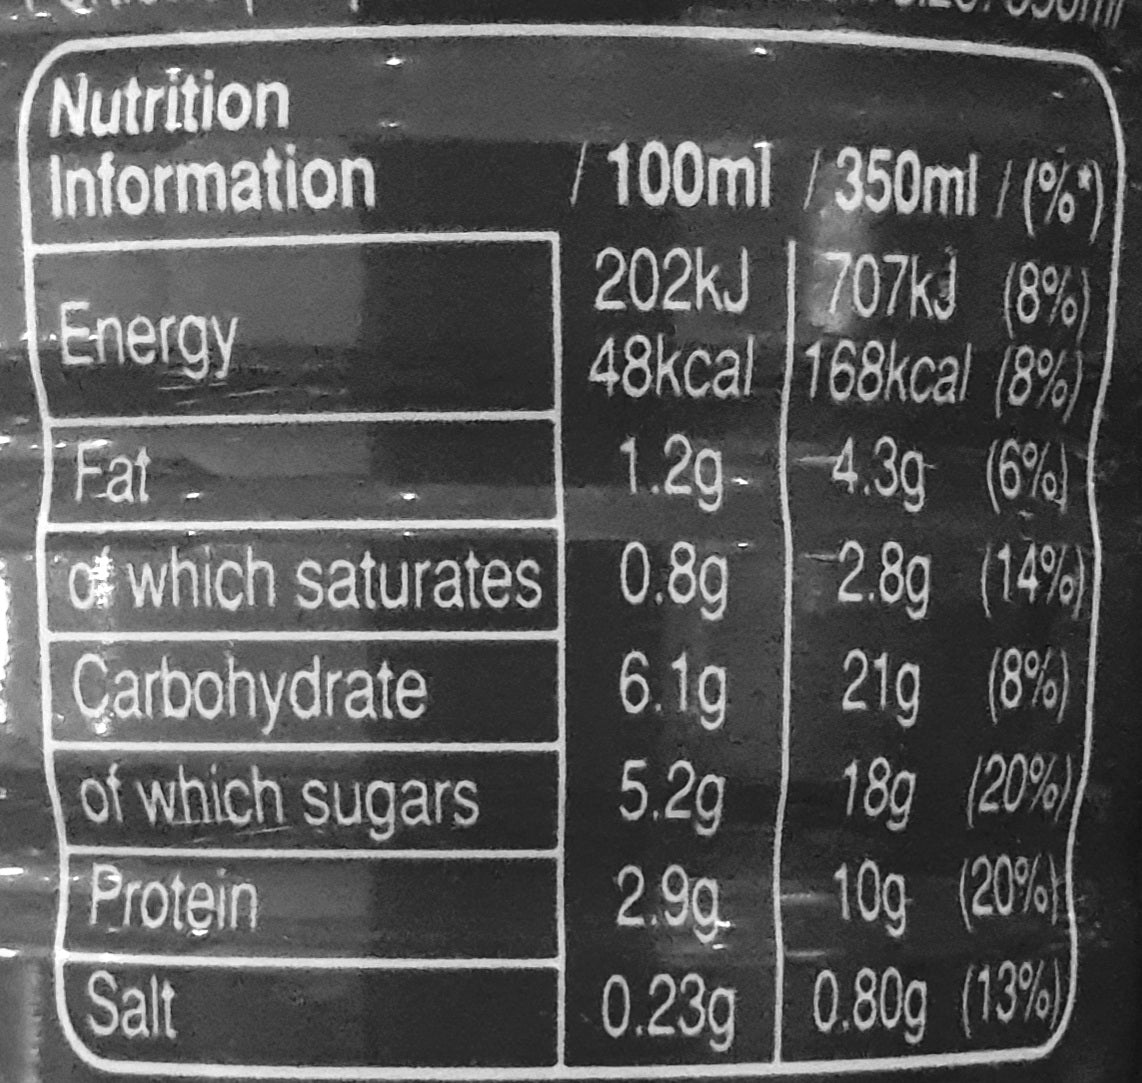 350ml
Nutrition
Information / 100ml / 350ml / (%*)
Energy 202kJ 707kJ (8%)
48kcal 168kcal (8%)
Fat 1.2g 4.3g (6%)
of which saturates 0.8g 2.8g (14%)
Carbohydrate 6.1g 21g (8%)
of which sugars 5.2g 18g (20%)
Protein 2.9g 10g (20%)
Salt 0.23g 0.80g (13%)